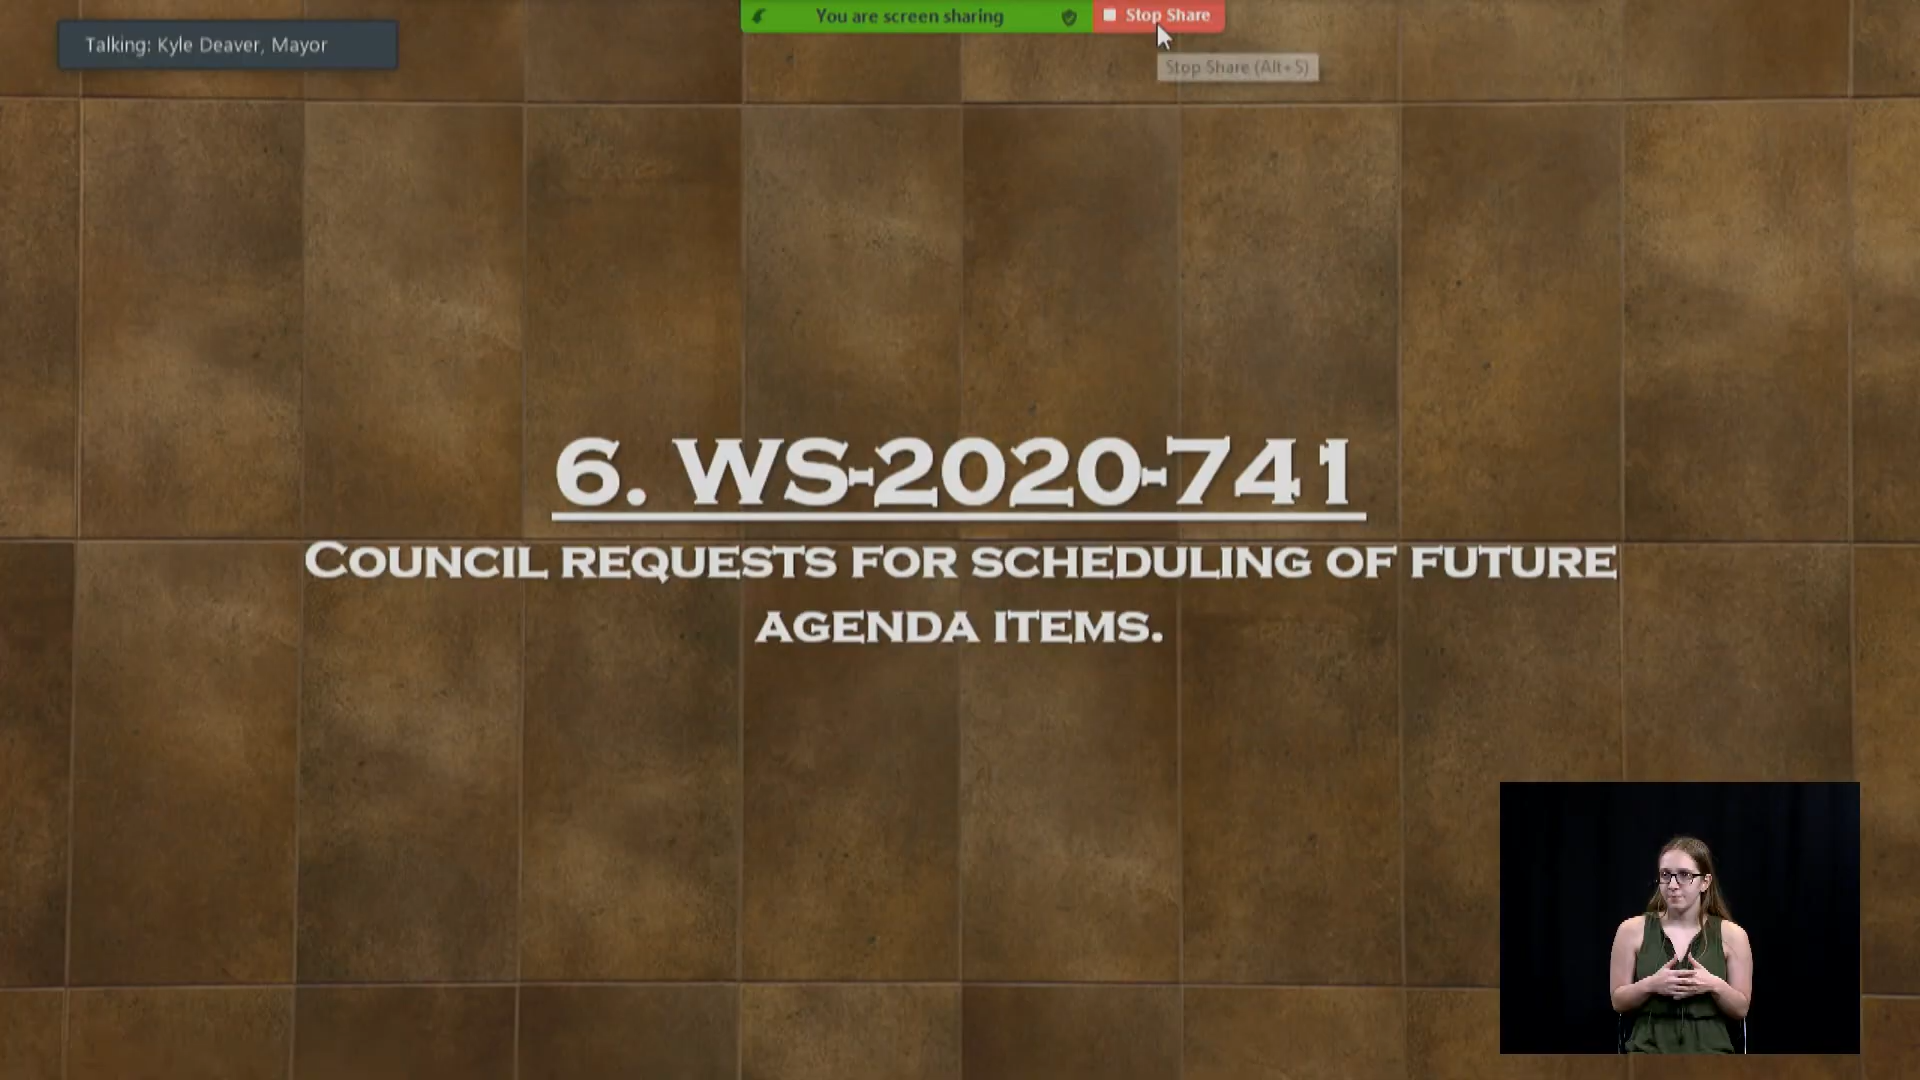 You are screen sharing
Stop Share
Talking: Kyle Deaver, Mayor
Stop Share (Alt+S)
6. WS-2020-741
COUNCIL REQUESTS FOR SCHEDULING OF FUTURE
AGENDA ITEMS.